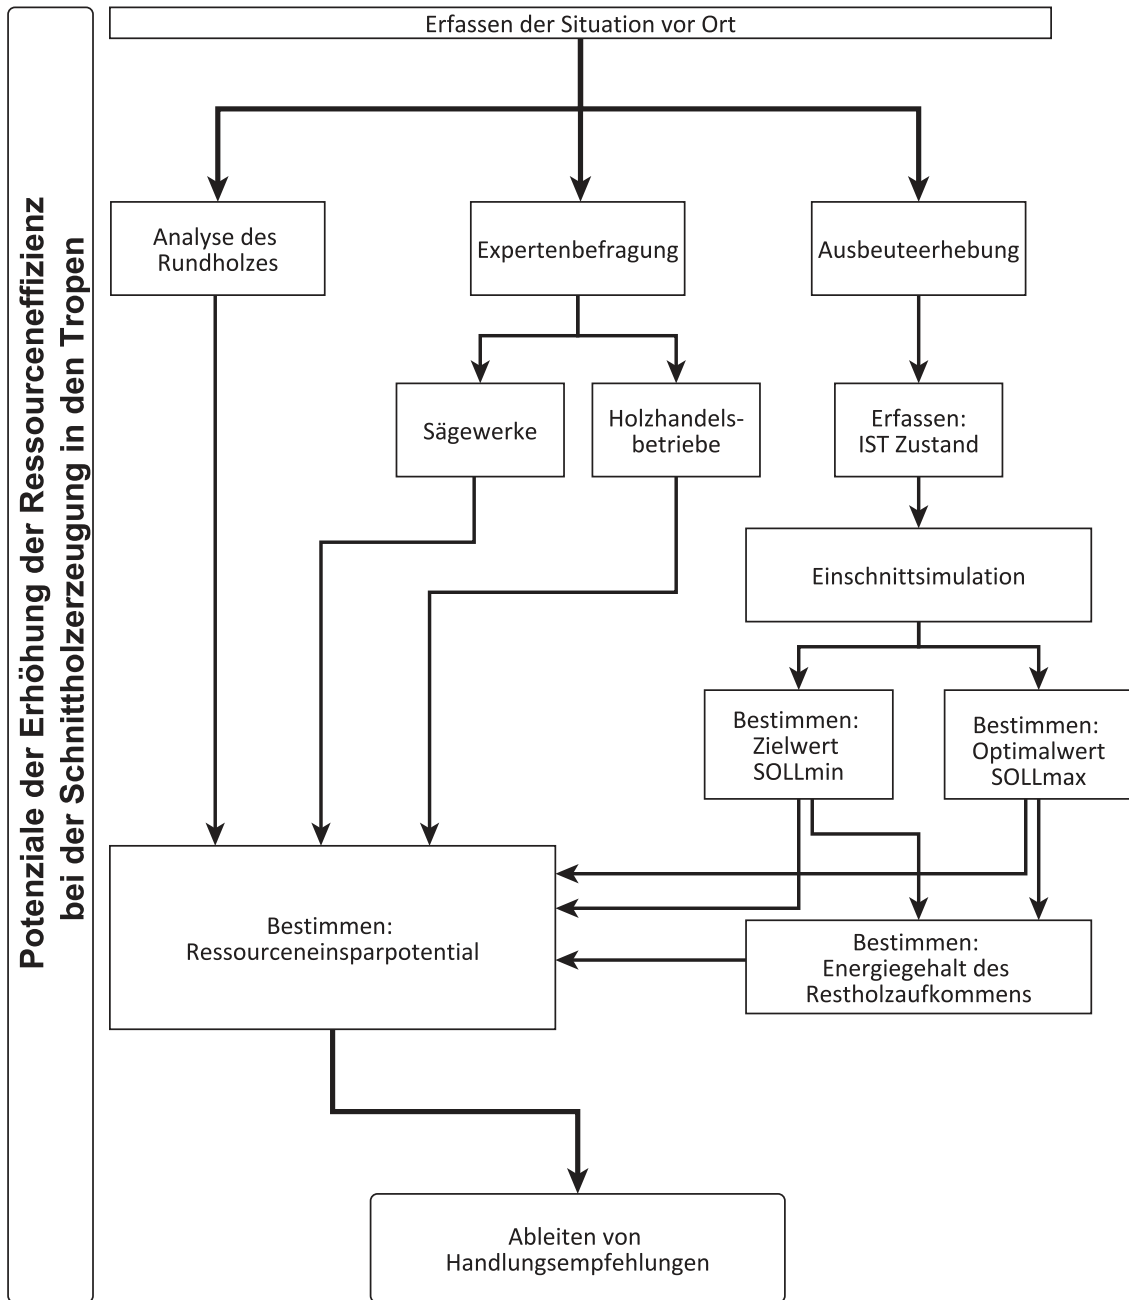 Potenziale der Erhöhung der Ressourceneffizienz
bei der Schnittholzerzeugung in den Tropen
Erfassen der Situation vor Ort
Analyse des
Rundholzes
Expertenbefragung
Ausbeuteerhebung
Sägewerke
Holzhandels-
betriebe
Erfassen:
IST Zustand
Einschnittsimulation
Bestimmen:
Zielwert
SOLLmin
Bestimmen:
Optimalwert
SOLLmax
Bestimmen:
Ressourceneinsparpotential
Bestimmen:
Energiegehalt des
Restholzaufkommens
Ableiten von
Handlungsempfehlungen